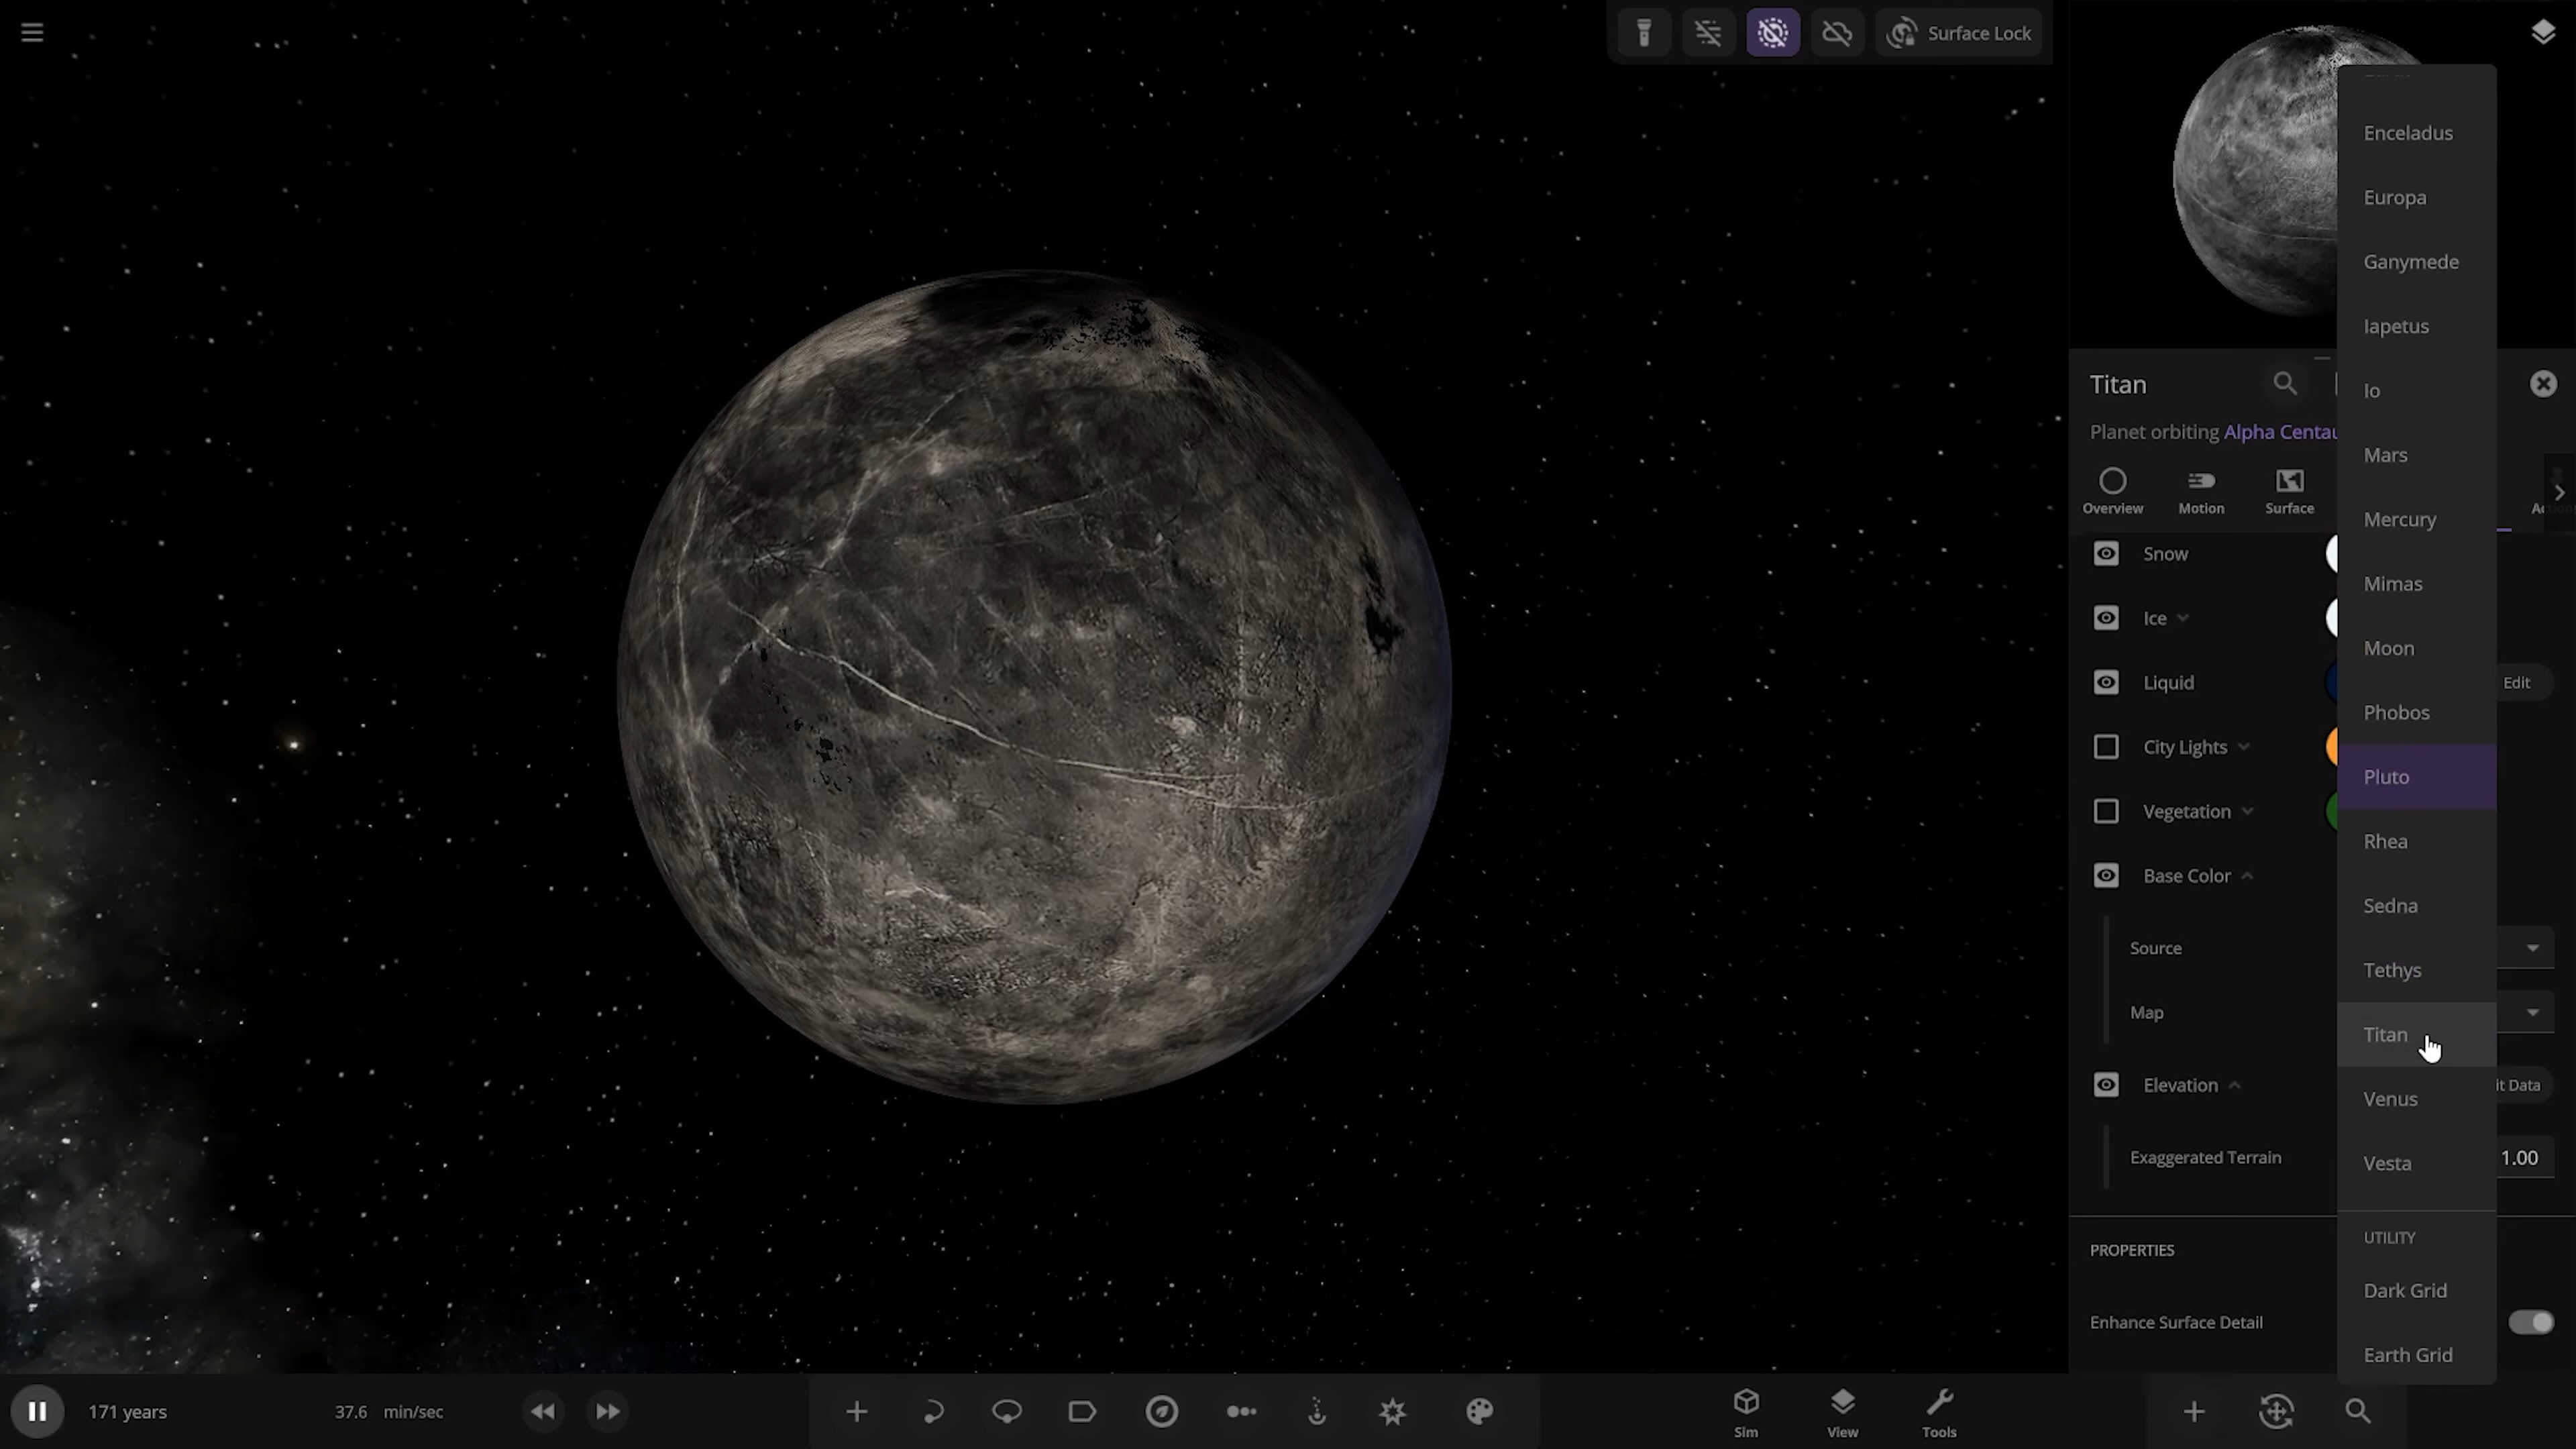 Surface Lock
Enceladus
Europa
Ganymede
Iapetus
Io
Mars
Mercury
Mimas
Moon
Phobos
Pluto
Rhea
Sedna
Tethys
Titan
Venus
Vesta
UTILITY
Dark Grid
Earth Grid
Titan
Planet orbiting Alpha Centau
Overview
Motion
Surface
Snow
Ice
Liquid
Edit
City Lights
Vegetation
Base Color
Source
Map
Elevation
it Data
Exaggerated Terrain
1.00
PROPERTIES
Enhance Surface Detail
171 years
37.6 min/sec
Sim
View
Tools